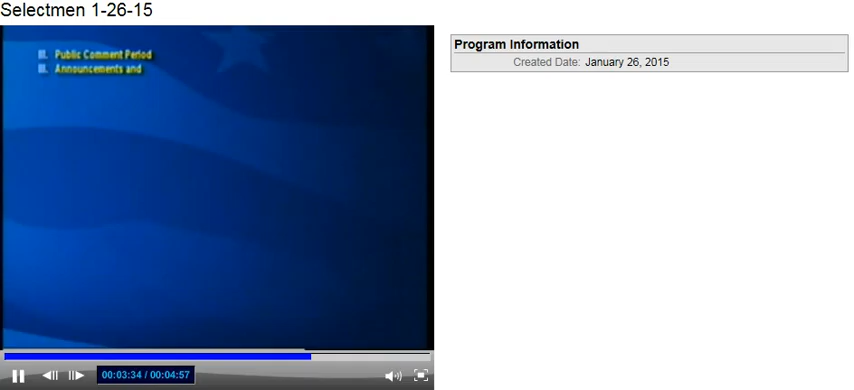 Selectmen 1-26-15
Public Comment Period
Announcements and
Program Information
Created Date: January 26, 2015
00:03:34 / 00:04:57